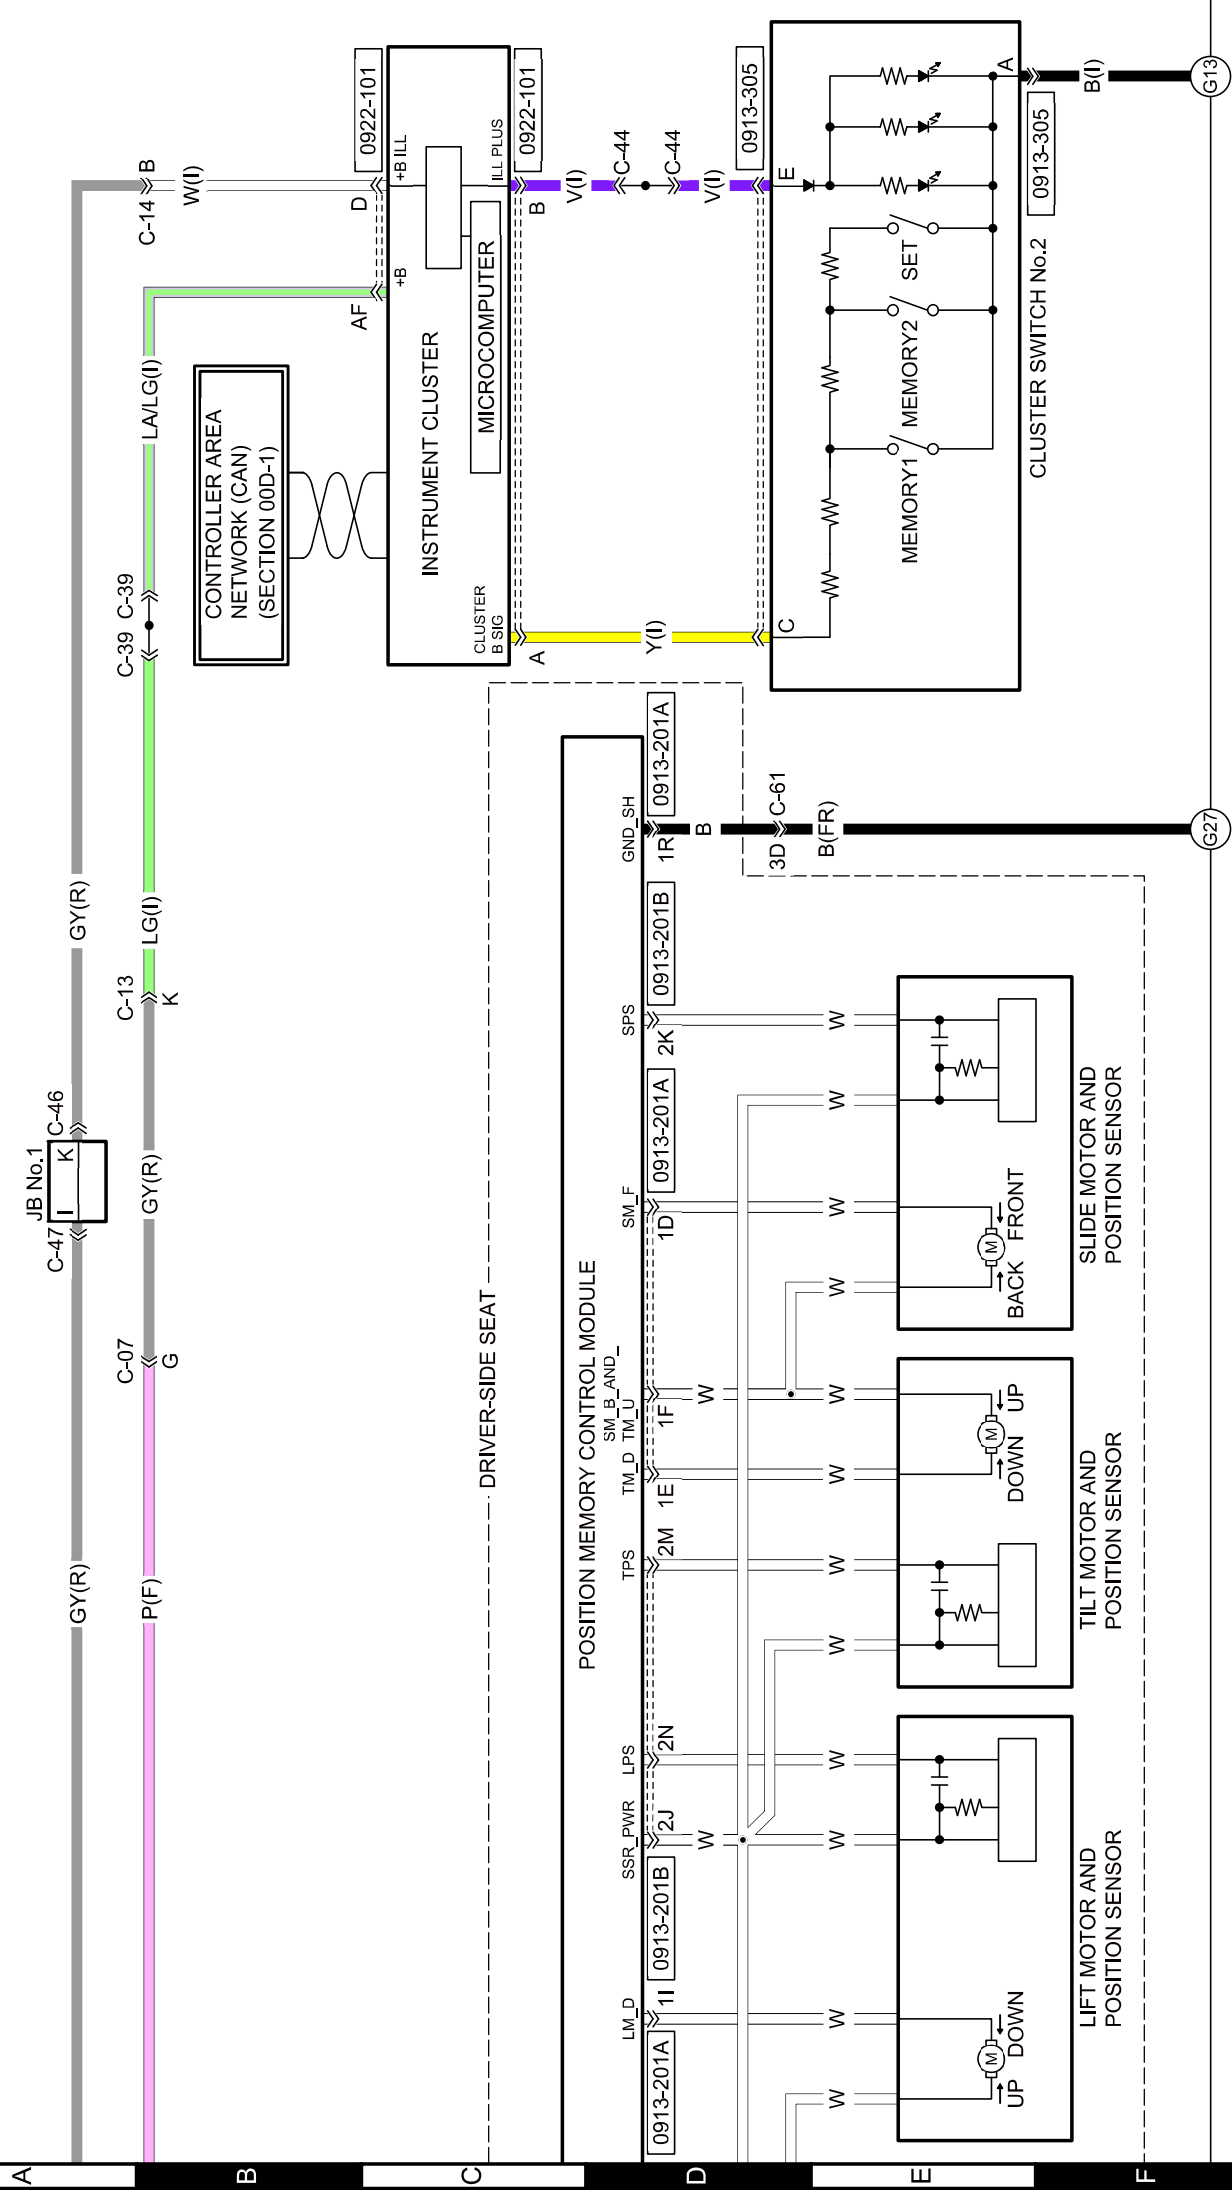 A
B
C
D
E
F
GY(R)
C-47
JB No.1
I
K
C-46
GY(R)
C-14
B
W(I)
P(F)
C-07
G
GY(R)
C-13
K
LG(I)
C-39
C-39
LA/LG(I)
CONTROLLER AREA
NETWORK (CAN)
(SECTION 00D-1)
AF
D
0922-101
+B
+B ILL
INSTRUMENT CLUSTER
MICROCOMPUTER
CLUSTER
B SIG
ILL PLUS
A
B
0922-101
Y(I)
V(I)
C-44
C-44
V(I)
0913-305
C
E
MEMORY1
MEMORY2
SET
A
CLUSTER SWITCH No.2
0913-305
B(I)
G13
DRIVER-SIDE SEAT
POSITION MEMORY CONTROL MODULE
LM_D
SSR_PWR
LPS
TPS
TM_D
SM_B_AND_
TM_U
SM_F
SPS
GND_SH
0913-201A
1I
0913-201B
2J
2N
2M
1E
1F
1D
0913-201A
2K
0913-201B
1R
0913-201A
W
W
B
3D
C-61
B(FR)
G27
W
W
W
W
W
W
W
W
W
W
W
M
UP
DOWN
LIFT MOTOR AND
POSITION SENSOR
M
DOWN
UP
TILT MOTOR AND
POSITION SENSOR
M
BACK
FRONT
SLIDE MOTOR AND
POSITION SENSOR